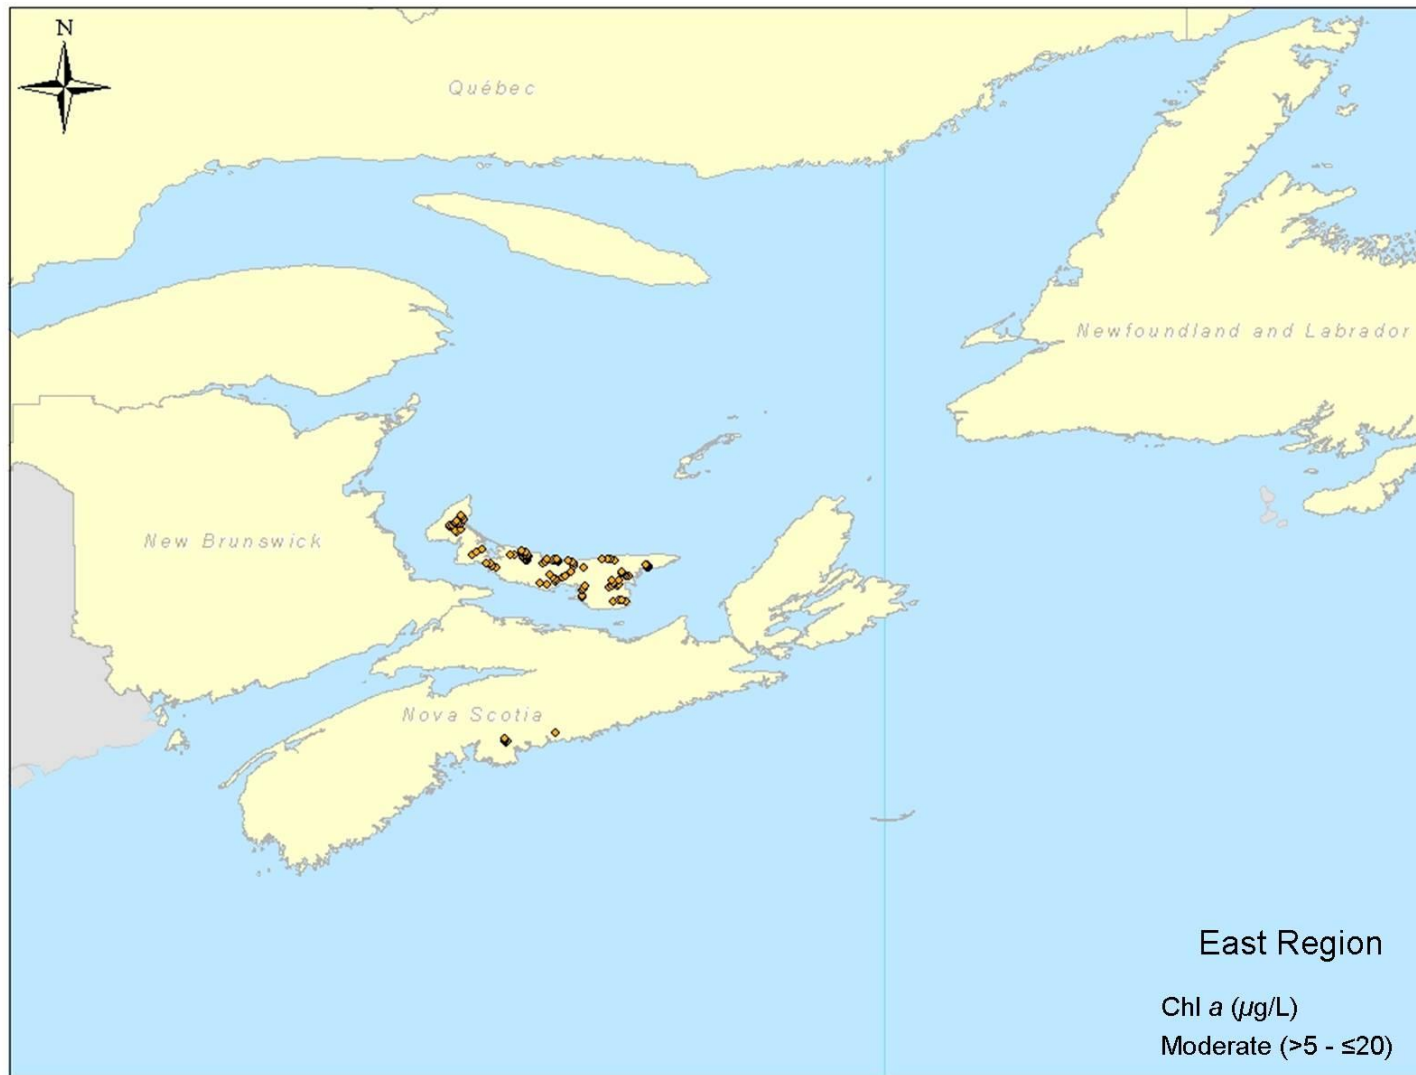 N
Québec
Newfoundland and Labrador
New Brunswick
Nova Scotia
East Region
Chl a (µg/L)
Moderate (>5 - ≤20)